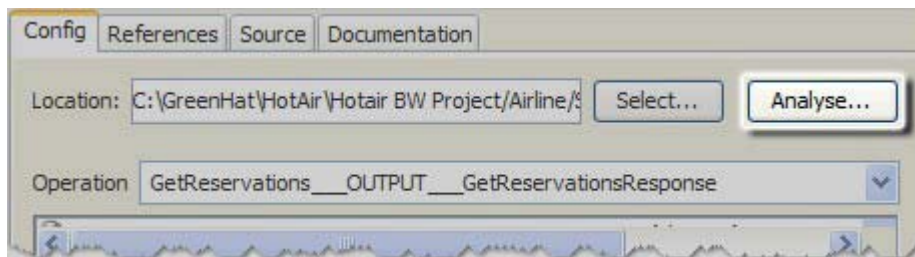 Config References Source Documentation
Location: C:\GreenHat\HotAir\Hotair BW Project/Airline/ Select... Analyse...
Operation GetReservations___OUTPUT___GetReservationsResponse